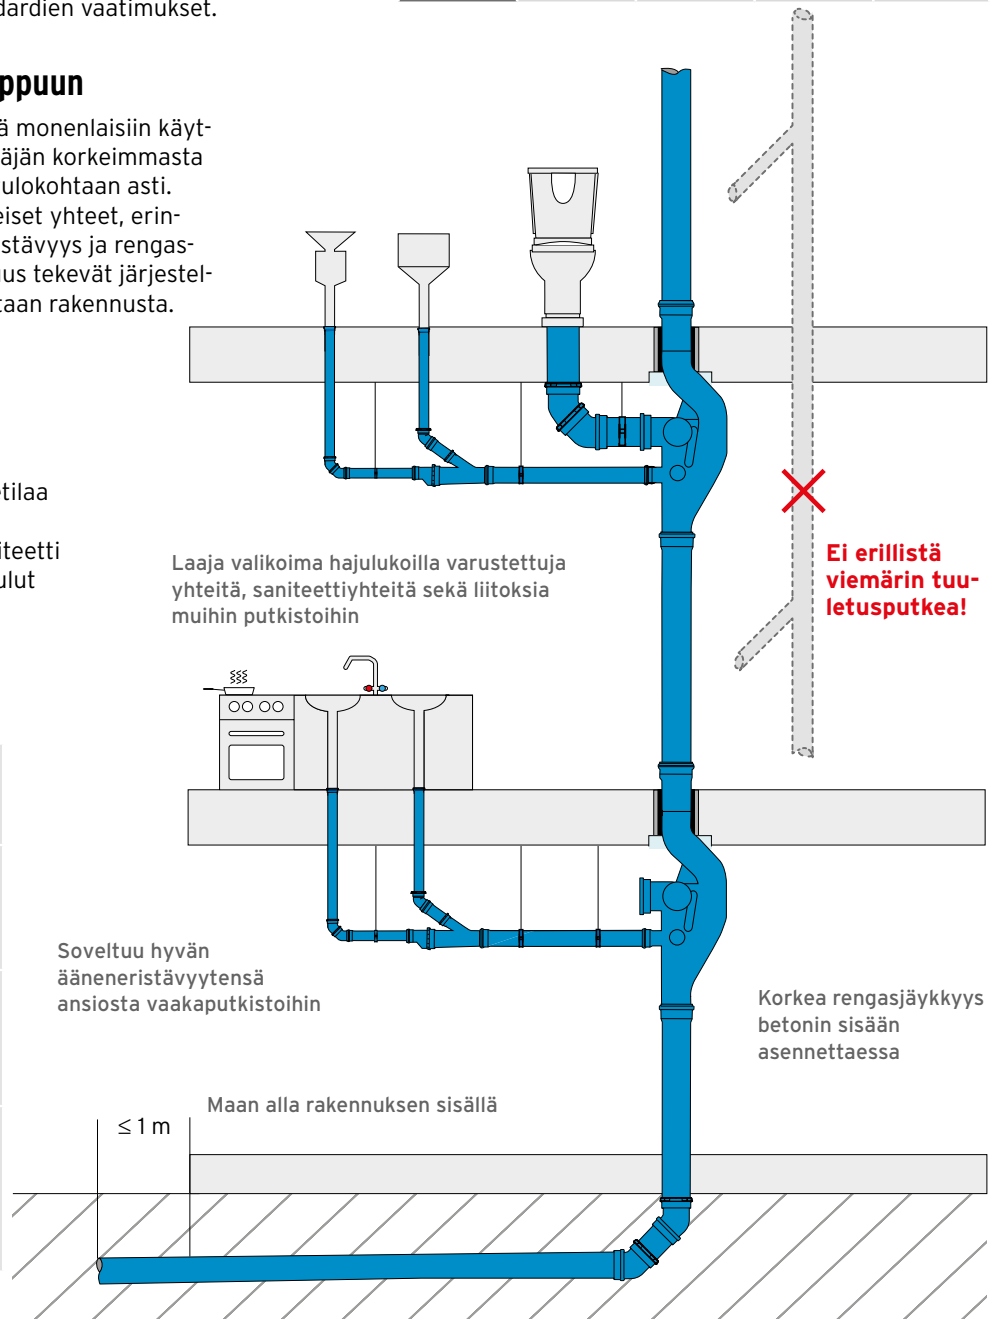 dardien vaatimukset.
ppuun
ä monenlaisiin käyt-
äjän korkeimmasta
ulokohtaan asti.
eiset yhteet, erin-
stävyys ja rengas-
uus tekevät järjestel-
taan rakennusta.
etilaa
iteetti
ulut
Laaja valikoima hajulukoilla varustettuja
yhteitä, saniteettiyhteitä sekä liitoksia
muihin putkistoihin
Ei erillistä
viemärin tuu-
letusputkea!
Soveltuu hyvän
ääneneristävyytensä
ansiosta vaakaputkistoihin
Korkea rengasjäykkyys
betonin sisään
asennettaessa
Maan alla rakennuksen sisällä
≤ 1 m